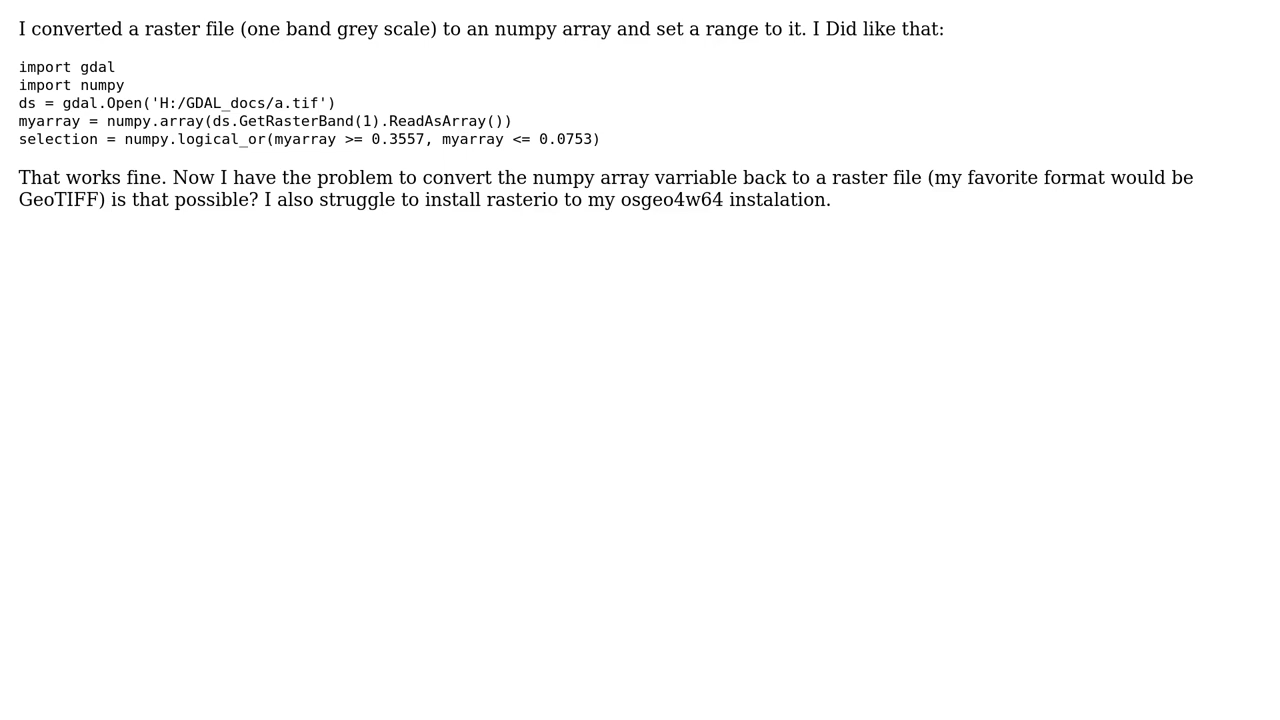 I converted a raster file (one band grey scale) to an numpy array and set a range to it. I Did like that:
import gdal
import numpy
ds = gdal.Open('H:/GDAL_docs/a.tif')
myarray = numpy.array(ds.GetRasterBand(1).ReadAsArray())
selection = numpy.logical_or(myarray >= 0.3557, myarray <= 0.0753)
That works fine. Now I have the problem to convert the numpy array varriable back to a raster file (my favorite format would be
GeoTIFF) is that possible? I also struggle to install rasterio to my osgeo4w64 instalation.